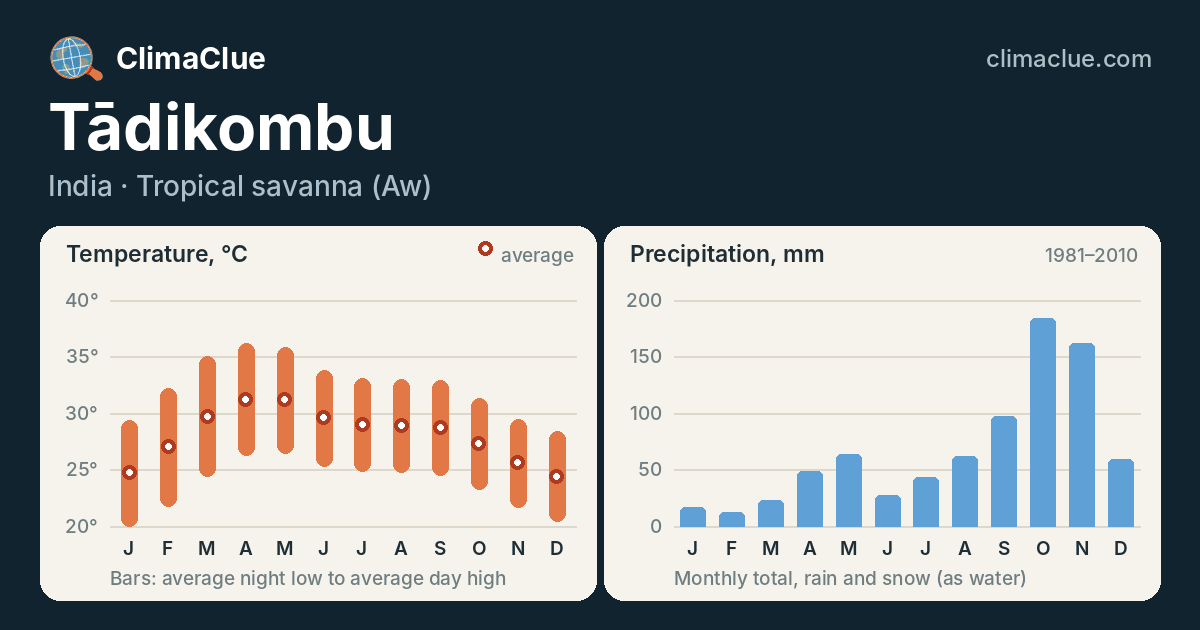 ClimaClue
climaclue.com
Tādikombu
India · Tropical savanna (Aw)
Temperature, °C
average
40°
35°
30°
25°
20°
J F M A M J J A S O N D
Bars: average night low to average day high
Precipitation, mm
1981–2010
200
150
100
50
0
J F M A M J J A S O N D
Monthly total, rain and snow (as water)